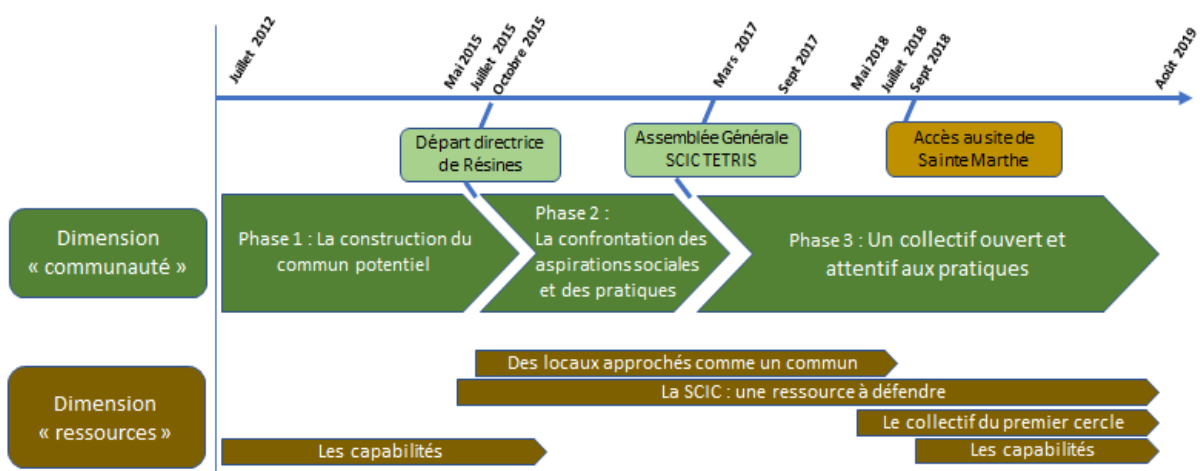 Juillet 2012
Mai 2015
Juillet 2015
Octobre 2015
Mars 2017
Sept 2017
Mai 2018
Juillet 2018
Sept 2018
Août 2019
Départ directrice
de Résines
Assemblée Générale
SCIC TETRIS
Accès au site de
Sainte Marthe
Dimension
« communauté »
Phase 1 : La construction du
commun potentiel
Phase 2 :
La confrontation des
aspirations sociales
et des pratiques
Phase 3 : Un collectif ouvert et
attentif aux pratiques
Dimension
« ressources »
Des locaux approchés comme un commun
La SCIC : une ressource à défendre
Le collectif du premier cercle
Les capabilités
Les capabilités